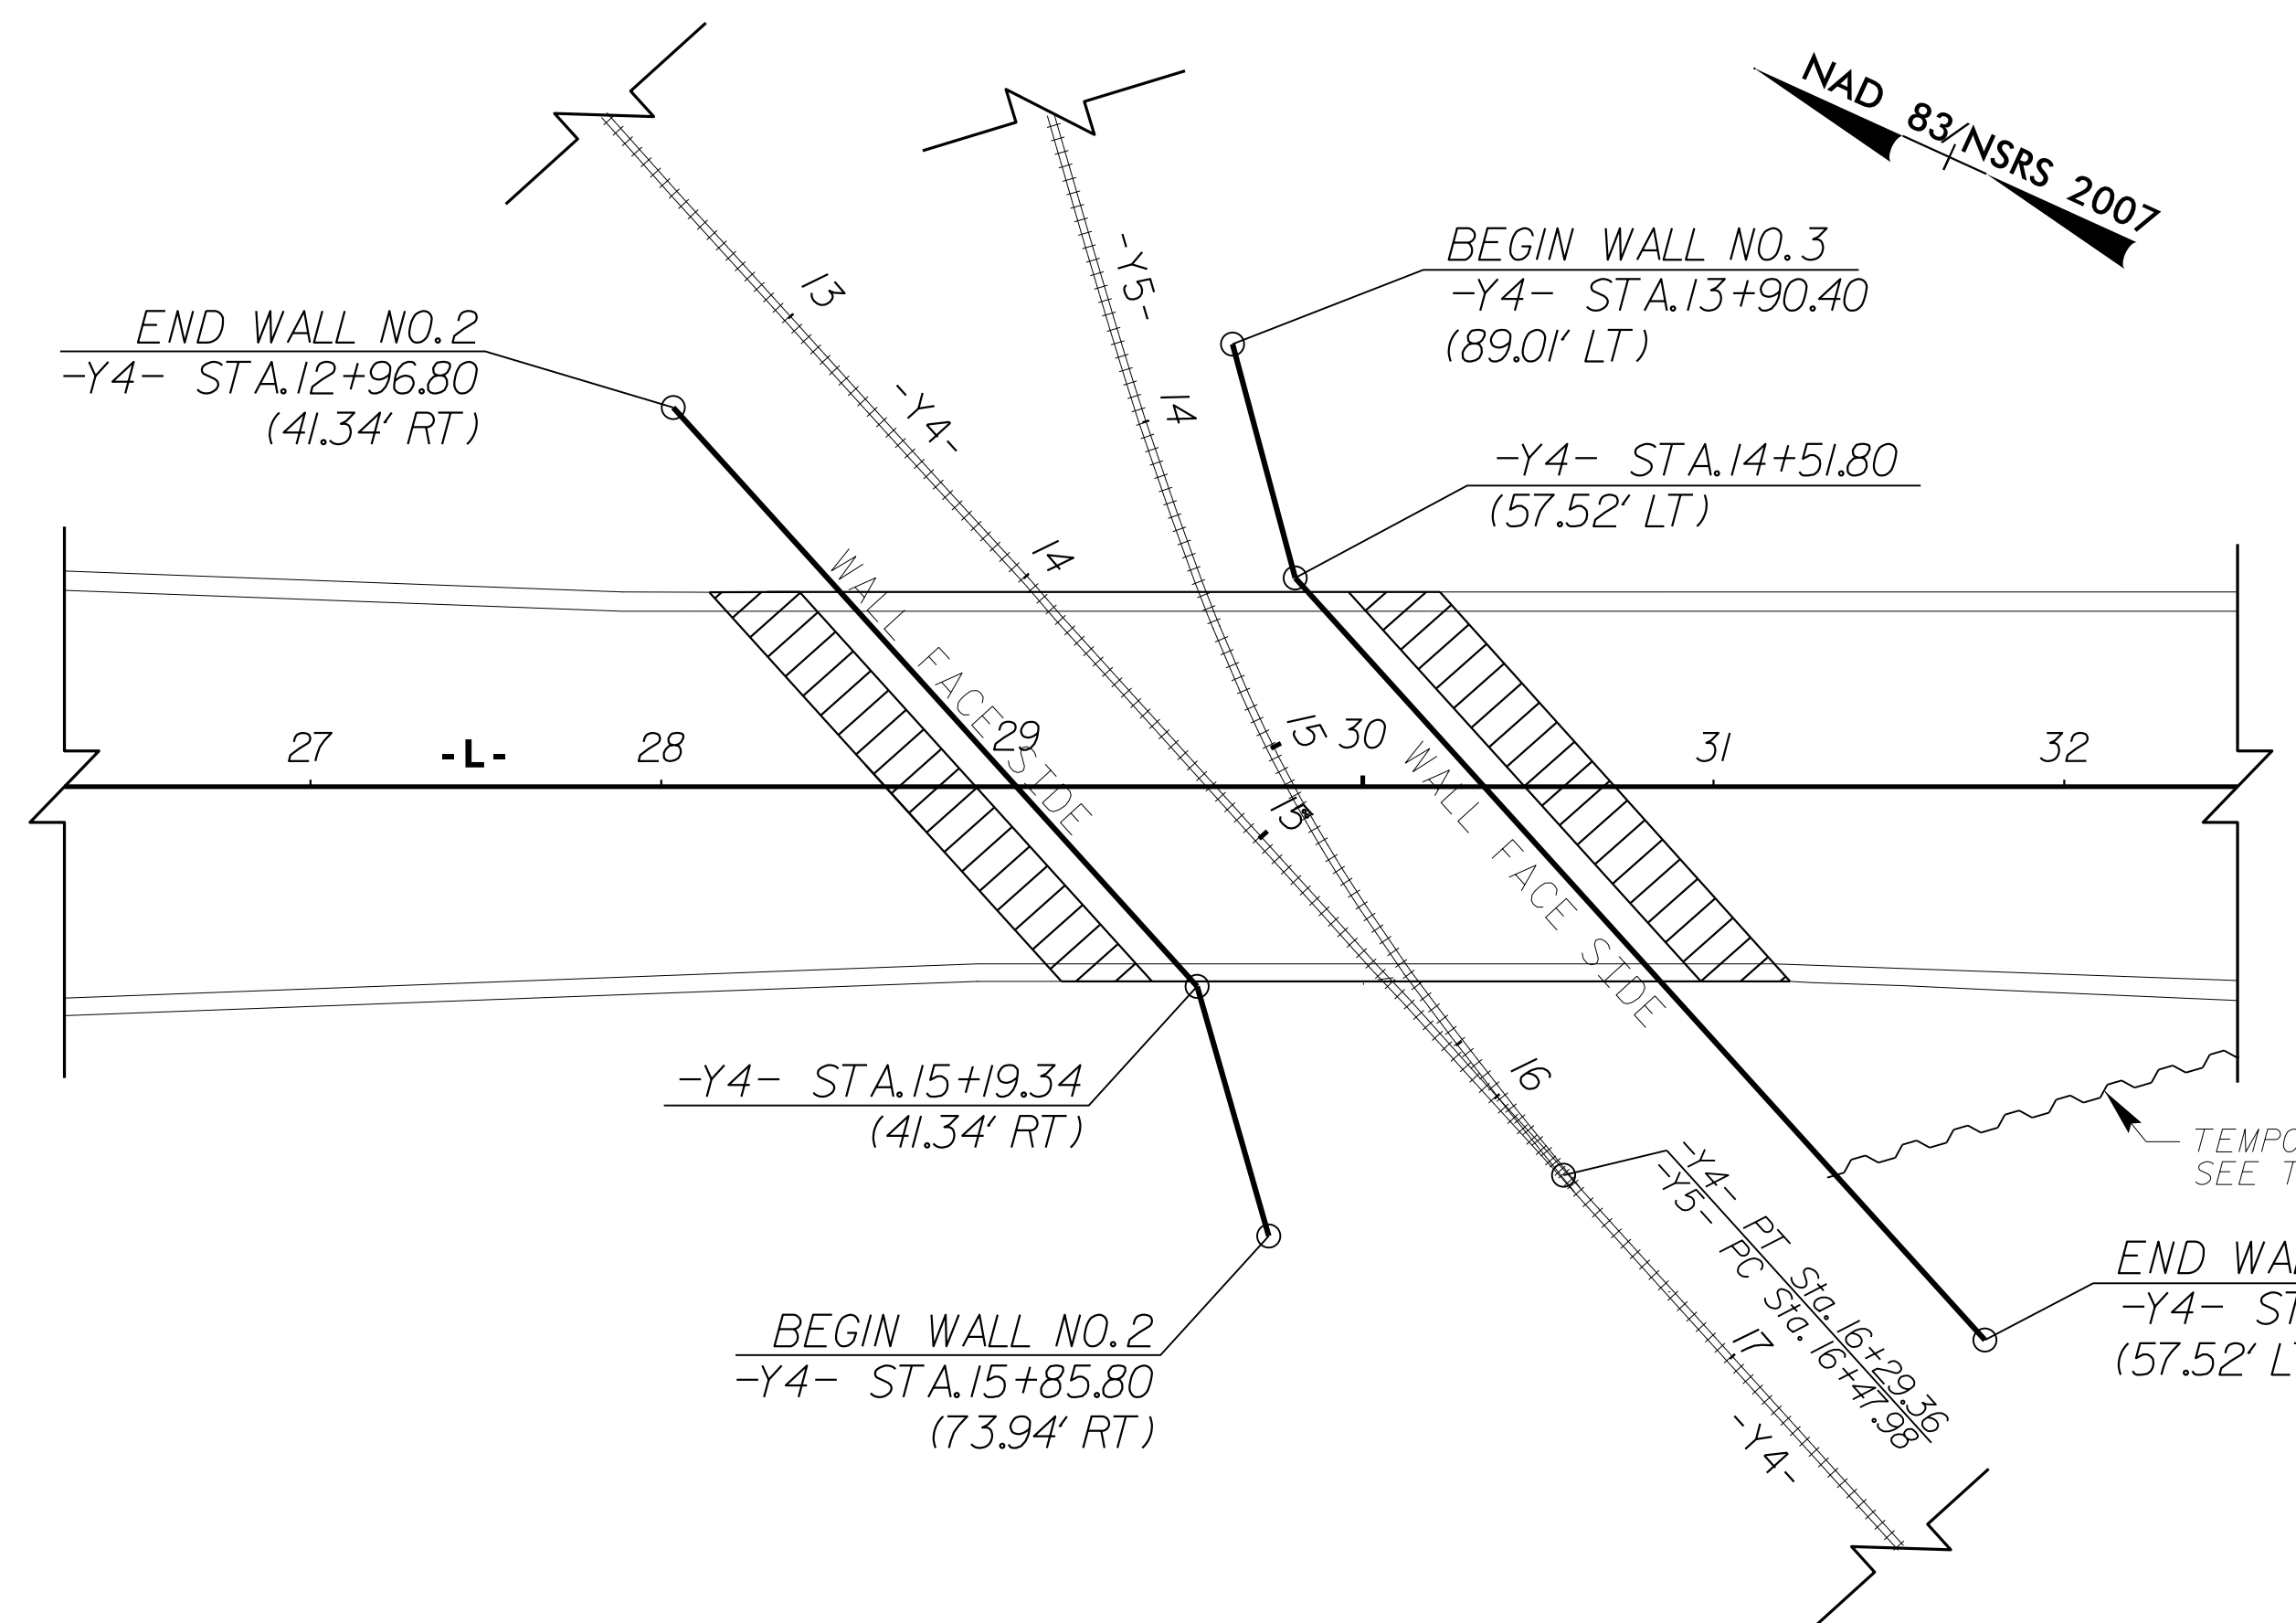 NAD 83/NSRS 2007
BEGIN WALL NO.3
-Y4- STA.13+90.40
(89.01' LT)
END WALL NO.2
-Y4- STA.12+96.80
(41.34' RT)
13
-Y5-
-Y4-
14
-Y4- STA.14+51.80
(57.52' LT)
14
WALL FACE SIDE
27
-L-
28
29
15
30
31
32
15
WALL FACE SIDE
-Y4- STA.15+19.34
(41.34' RT)
16
-Y4- PT Sta. 16+29.36
-Y5- PC Sta. 16+47.98
SEE
END
-Y4-
(57.52'
BEGIN WALL NO.2
-Y4- STA.15+85.80
(73.94' RT)
17
-Y4-